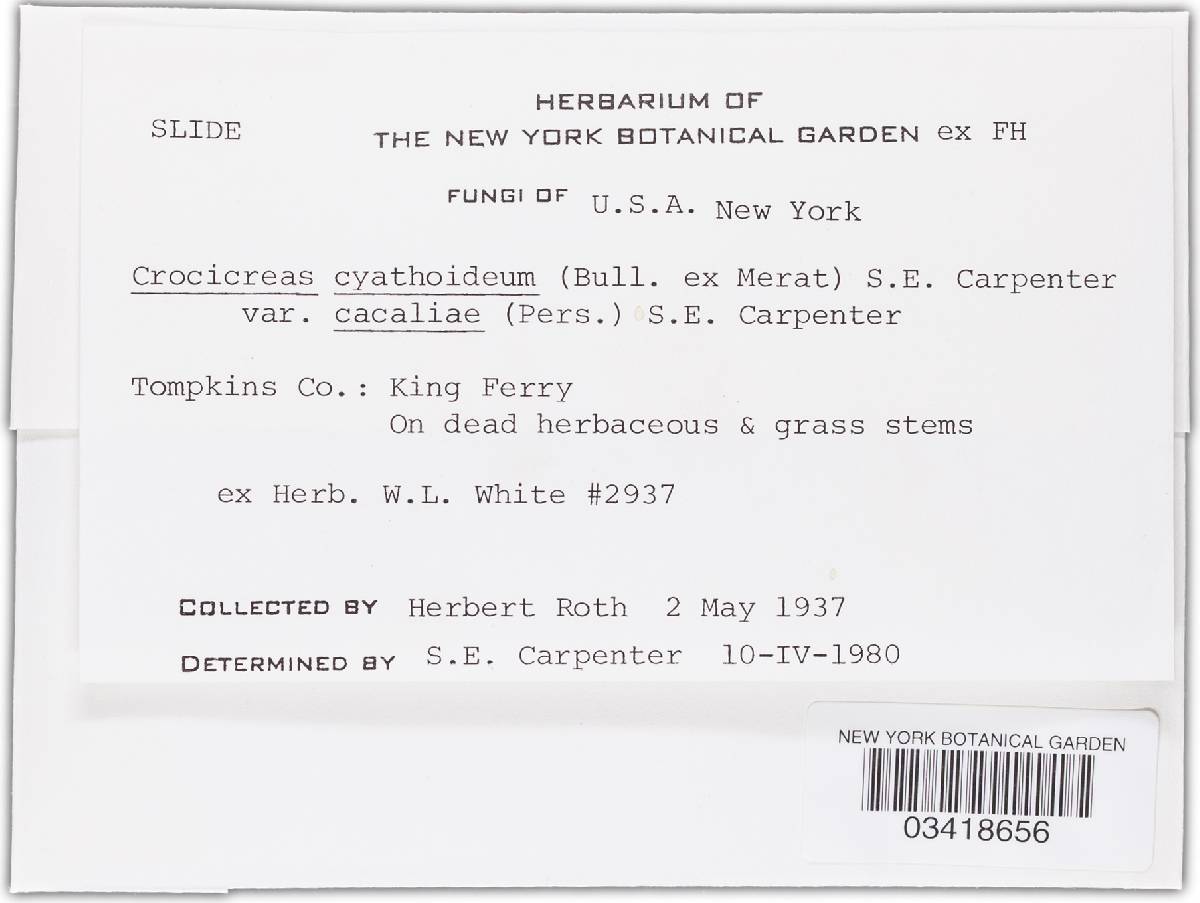 HERBARIUM OF
SLIDE THE NEW YORK BOTANICAL GARDEN ex FH
FUNGI OF U.S.A. New York
Crocicreas cyathoideum (Bull. ex Merat) S.E. Carpenter
var. cacaliae (Pers.) S.E. Carpenter
Tompkins Co.: King Ferry
On dead herbaceous & grass stems
ex Herb. W.L. White #2937
COLLECTED BY Herbert Roth 2 May 1937
DETERMINED BY S.E. Carpenter 10-IV-1980
NEW YORK BOTANICAL GARDEN
03418656